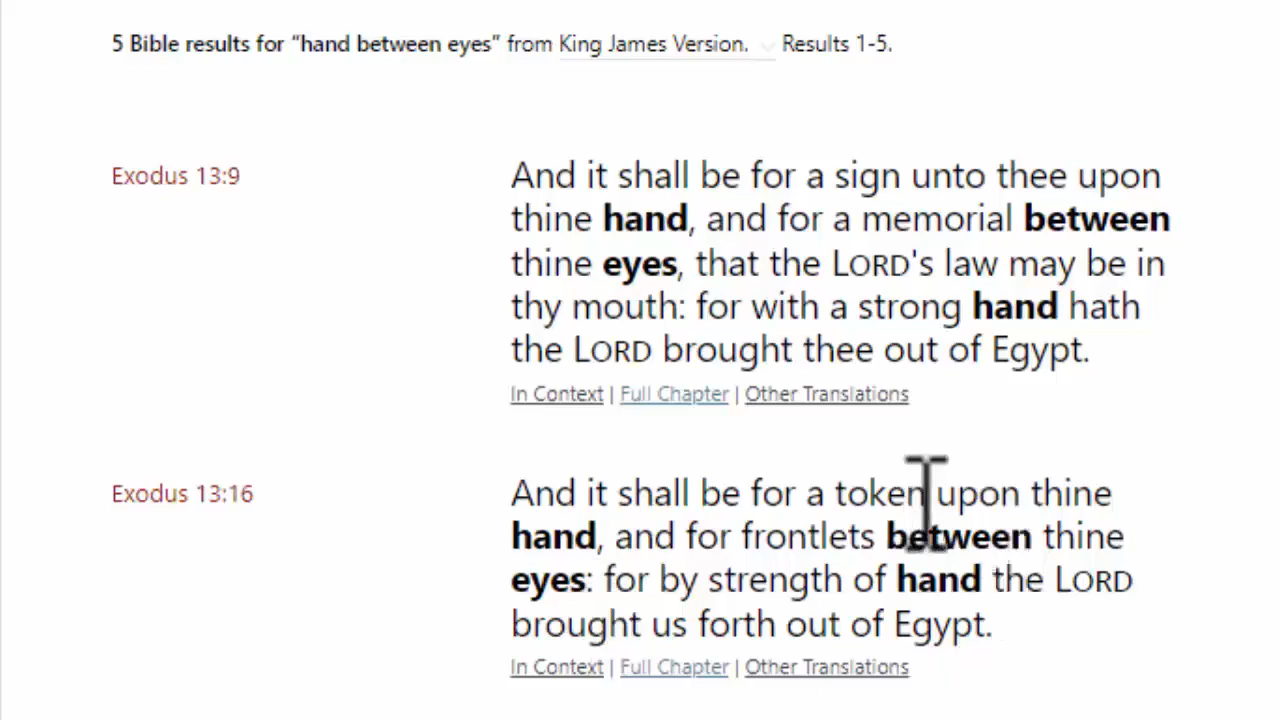 5 Bible results for “hand between eyes” from King James Version. Results 1-5.
Exodus 13:9
And it shall be for a sign unto thee upon
thine hand, and for a memorial between
thine eyes, that the LORD's law may be in
thy mouth: for with a strong hand hath
the LORD brought thee out of Egypt.
In Context | Full Chapter | Other Translations
Exodus 13:16
And it shall be for a token upon thine
hand, and for frontlets between thine
eyes: for by strength of hand the LORD
brought us forth out of Egypt.
In Context | Full Chapter | Other Translations